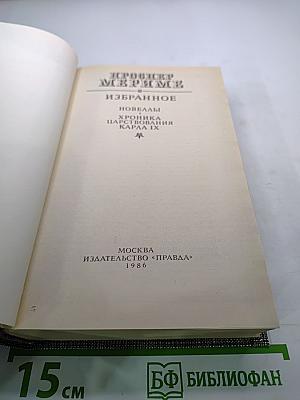 ПРОСПЕР
МЕРИМЕ
ИЗБРАННОЕ
НОВЕЛЛЫ
ХРОНИКА
ЦАРСТВОВАНИЯ
КАРЛА IX
МОСКВА
ИЗДАТЕЛЬСТВО «ПРАВДА»
1986
15 см
БФ БИБЛИОФАН